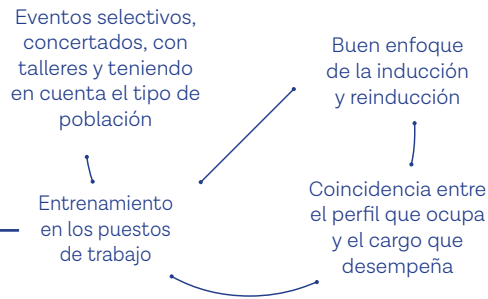 Eventos selectivos,
concertados, con
talleres y teniendo
en cuenta el tipo de
población
Buen enfoque
de la inducción
y reinducción
Entrenamiento
en los puestos
de trabajo
Coincidencia entre
el perfil que ocupa
y el cargo que
desempeña